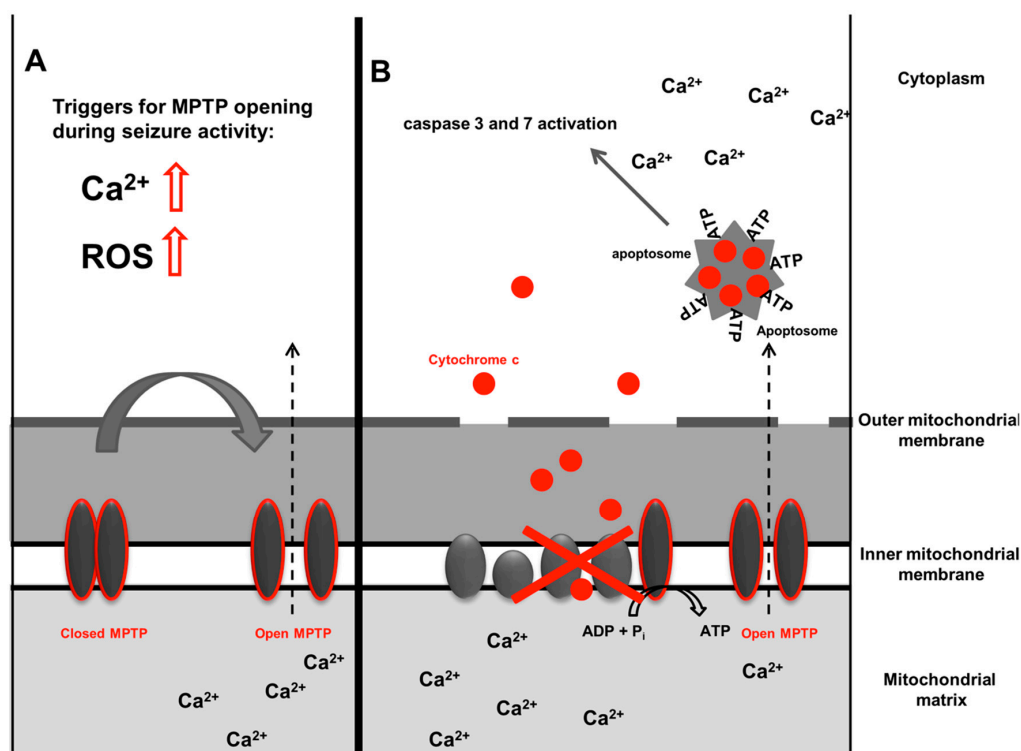 A
Triggers for MPTP opening
during seizure activity:
Ca²⁺
ROS
Closed MPTP
Open MPTP
Ca²⁺
Ca²⁺
Ca²⁺
Ca²⁺
B
caspase 3 and 7 activation
Ca²⁺
Ca²⁺
Ca²⁺
Ca²⁺
Ca²⁺
apoptosome
ATP
ATP
ATP
ATP
ATP
ATP
Apoptosome
Cytochrome c
ADP + Pᵢ
ATP
Open MPTP
Ca²⁺
Ca²⁺
Ca²⁺
Ca²⁺
Ca²⁺
Ca²⁺
Cytoplasm
Outer mitochondrial
membrane
Inner mitochondrial
membrane
Mitochondrial
matrix